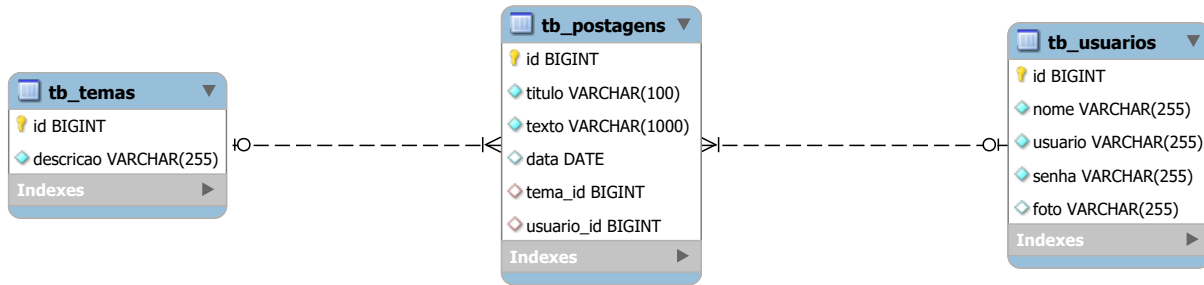 tb_temas
id BIGINT
descricao VARCHAR(255)
Indexes
tb_postagens
id BIGINT
titulo VARCHAR(100)
texto VARCHAR(1000)
data DATE
tema_id BIGINT
usuario_id BIGINT
Indexes
tb_usuarios
id BIGINT
nome VARCHAR(255)
usuario VARCHAR(255)
senha VARCHAR(255)
foto VARCHAR(255)
Indexes